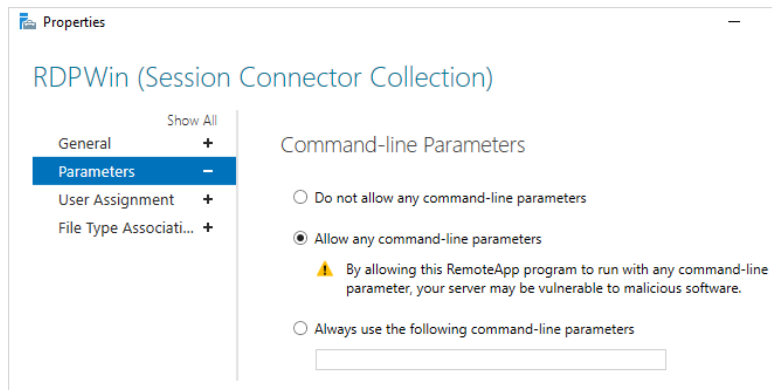 Properties
RDPWin (Session Connector Collection)
Show All
General +
Parameters −
User Assignment +
File Type Associati... +
Command-line Parameters
Do not allow any command-line parameters
Allow any command-line parameters
By allowing this RemoteApp program to run with any command-line
parameter, your server may be vulnerable to malicious software.
Always use the following command-line parameters